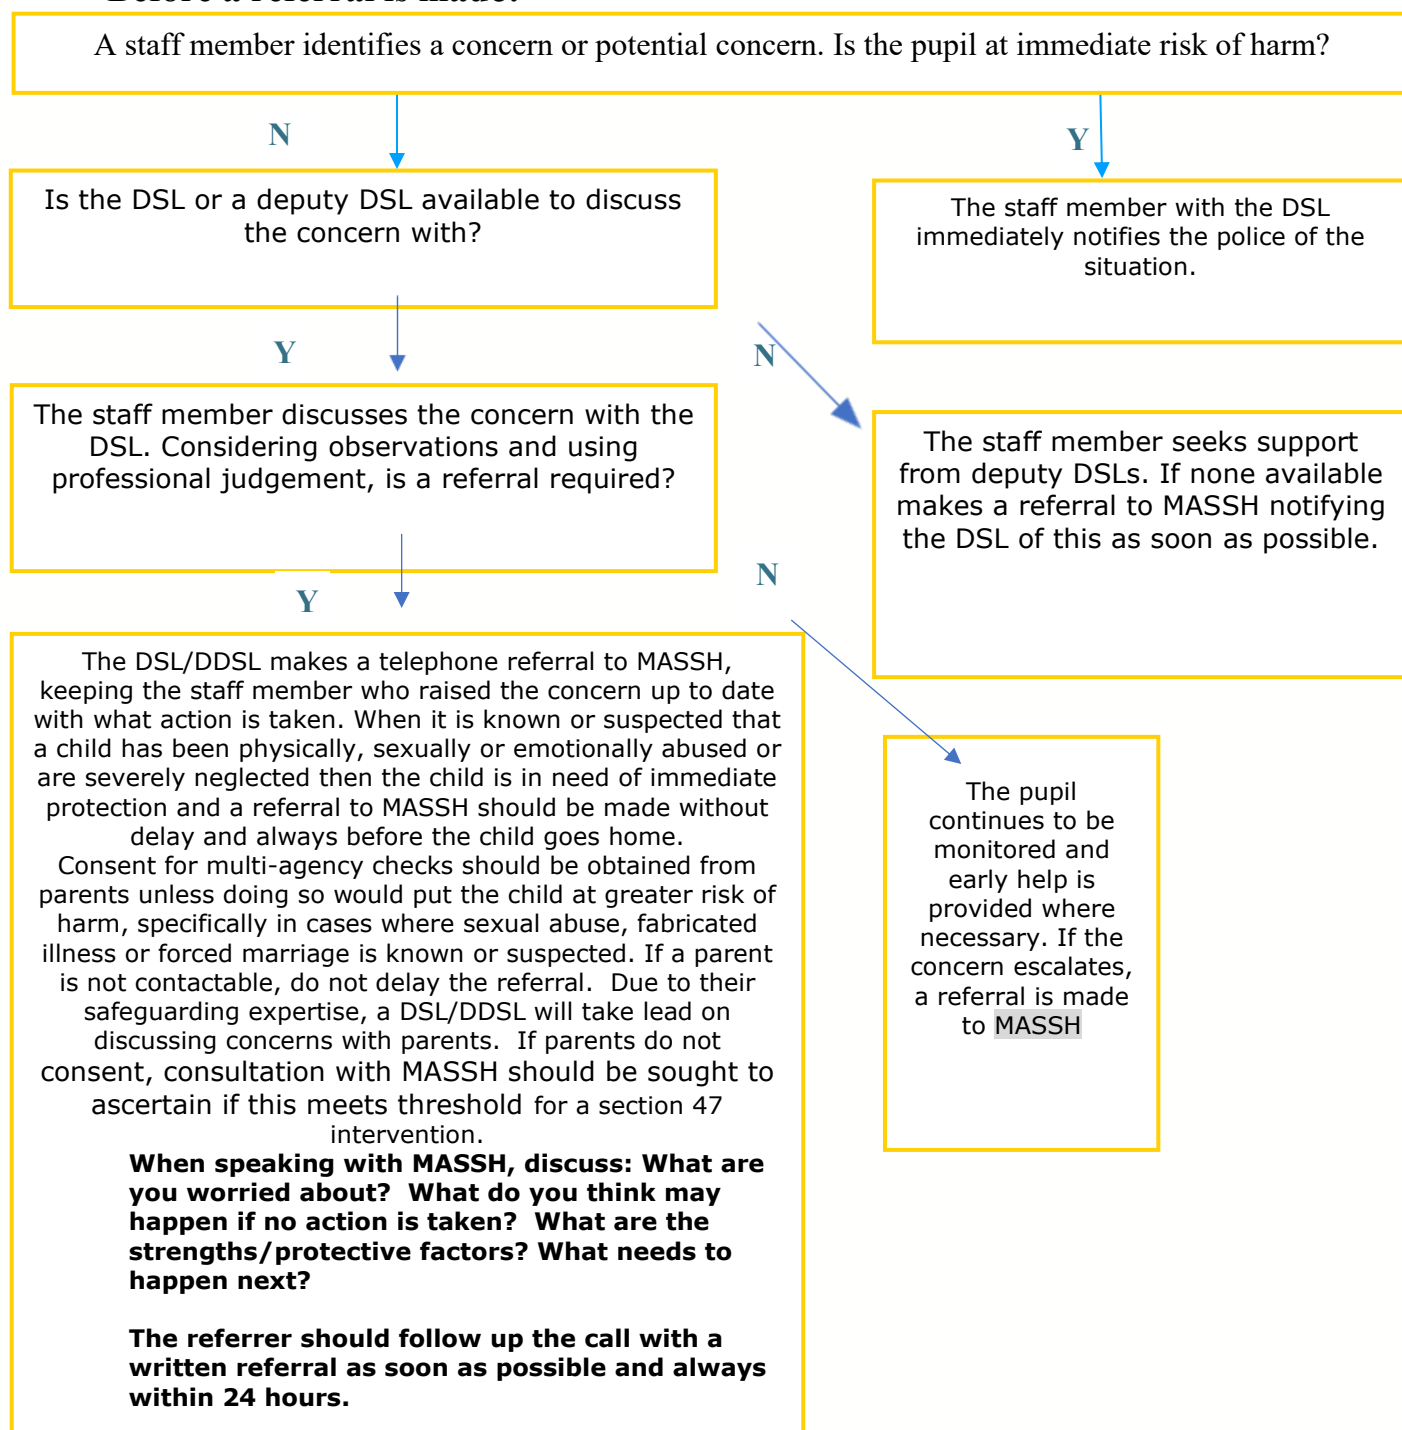 Before a referral is made:
A staff member identifies a concern or potential concern. Is the pupil at immediate risk of harm?
N
Y
Is the DSL or a deputy DSL available to discuss
the concern with?
The staff member with the DSL
immediately notifies the police of the
situation.
Y
N
The staff member discusses the concern with the
DSL. Considering observations and using
professional judgement, is a referral required?
The staff member seeks support
from deputy DSLs. If none available
makes a referral to MASSH notifying
the DSL of this as soon as possible.
Y
N
The DSL/DDSL makes a telephone referral to MASSH,
keeping the staff member who raised the concern up to date
with what action is taken. When it is known or suspected that
a child has been physically, sexually or emotionally abused or
are severely neglected then the child is in need of immediate
protection and a referral to MASSH should be made without
delay and always before the child goes home.
Consent for multi-agency checks should be obtained from
parents unless doing so would put the child at greater risk of
harm, specifically in cases where sexual abuse, fabricated
illness or forced marriage is known or suspected. If a parent
is not contactable, do not delay the referral.  Due to their
safeguarding expertise, a DSL/DDSL will take lead on
discussing concerns with parents.  If parents do not
consent, consultation with MASSH should be sought to
ascertain if this meets threshold for a section 47
intervention.
When speaking with MASSH, discuss: What are
you worried about?  What do you think may
happen if no action is taken?  What are the
strengths/protective factors? What needs to
happen next?
The referrer should follow up the call with a
written referral as soon as possible and always
within 24 hours.
The pupil
continues to be
monitored and
early help is
provided where
necessary. If the
concern escalates,
a referral is made
to MASSH